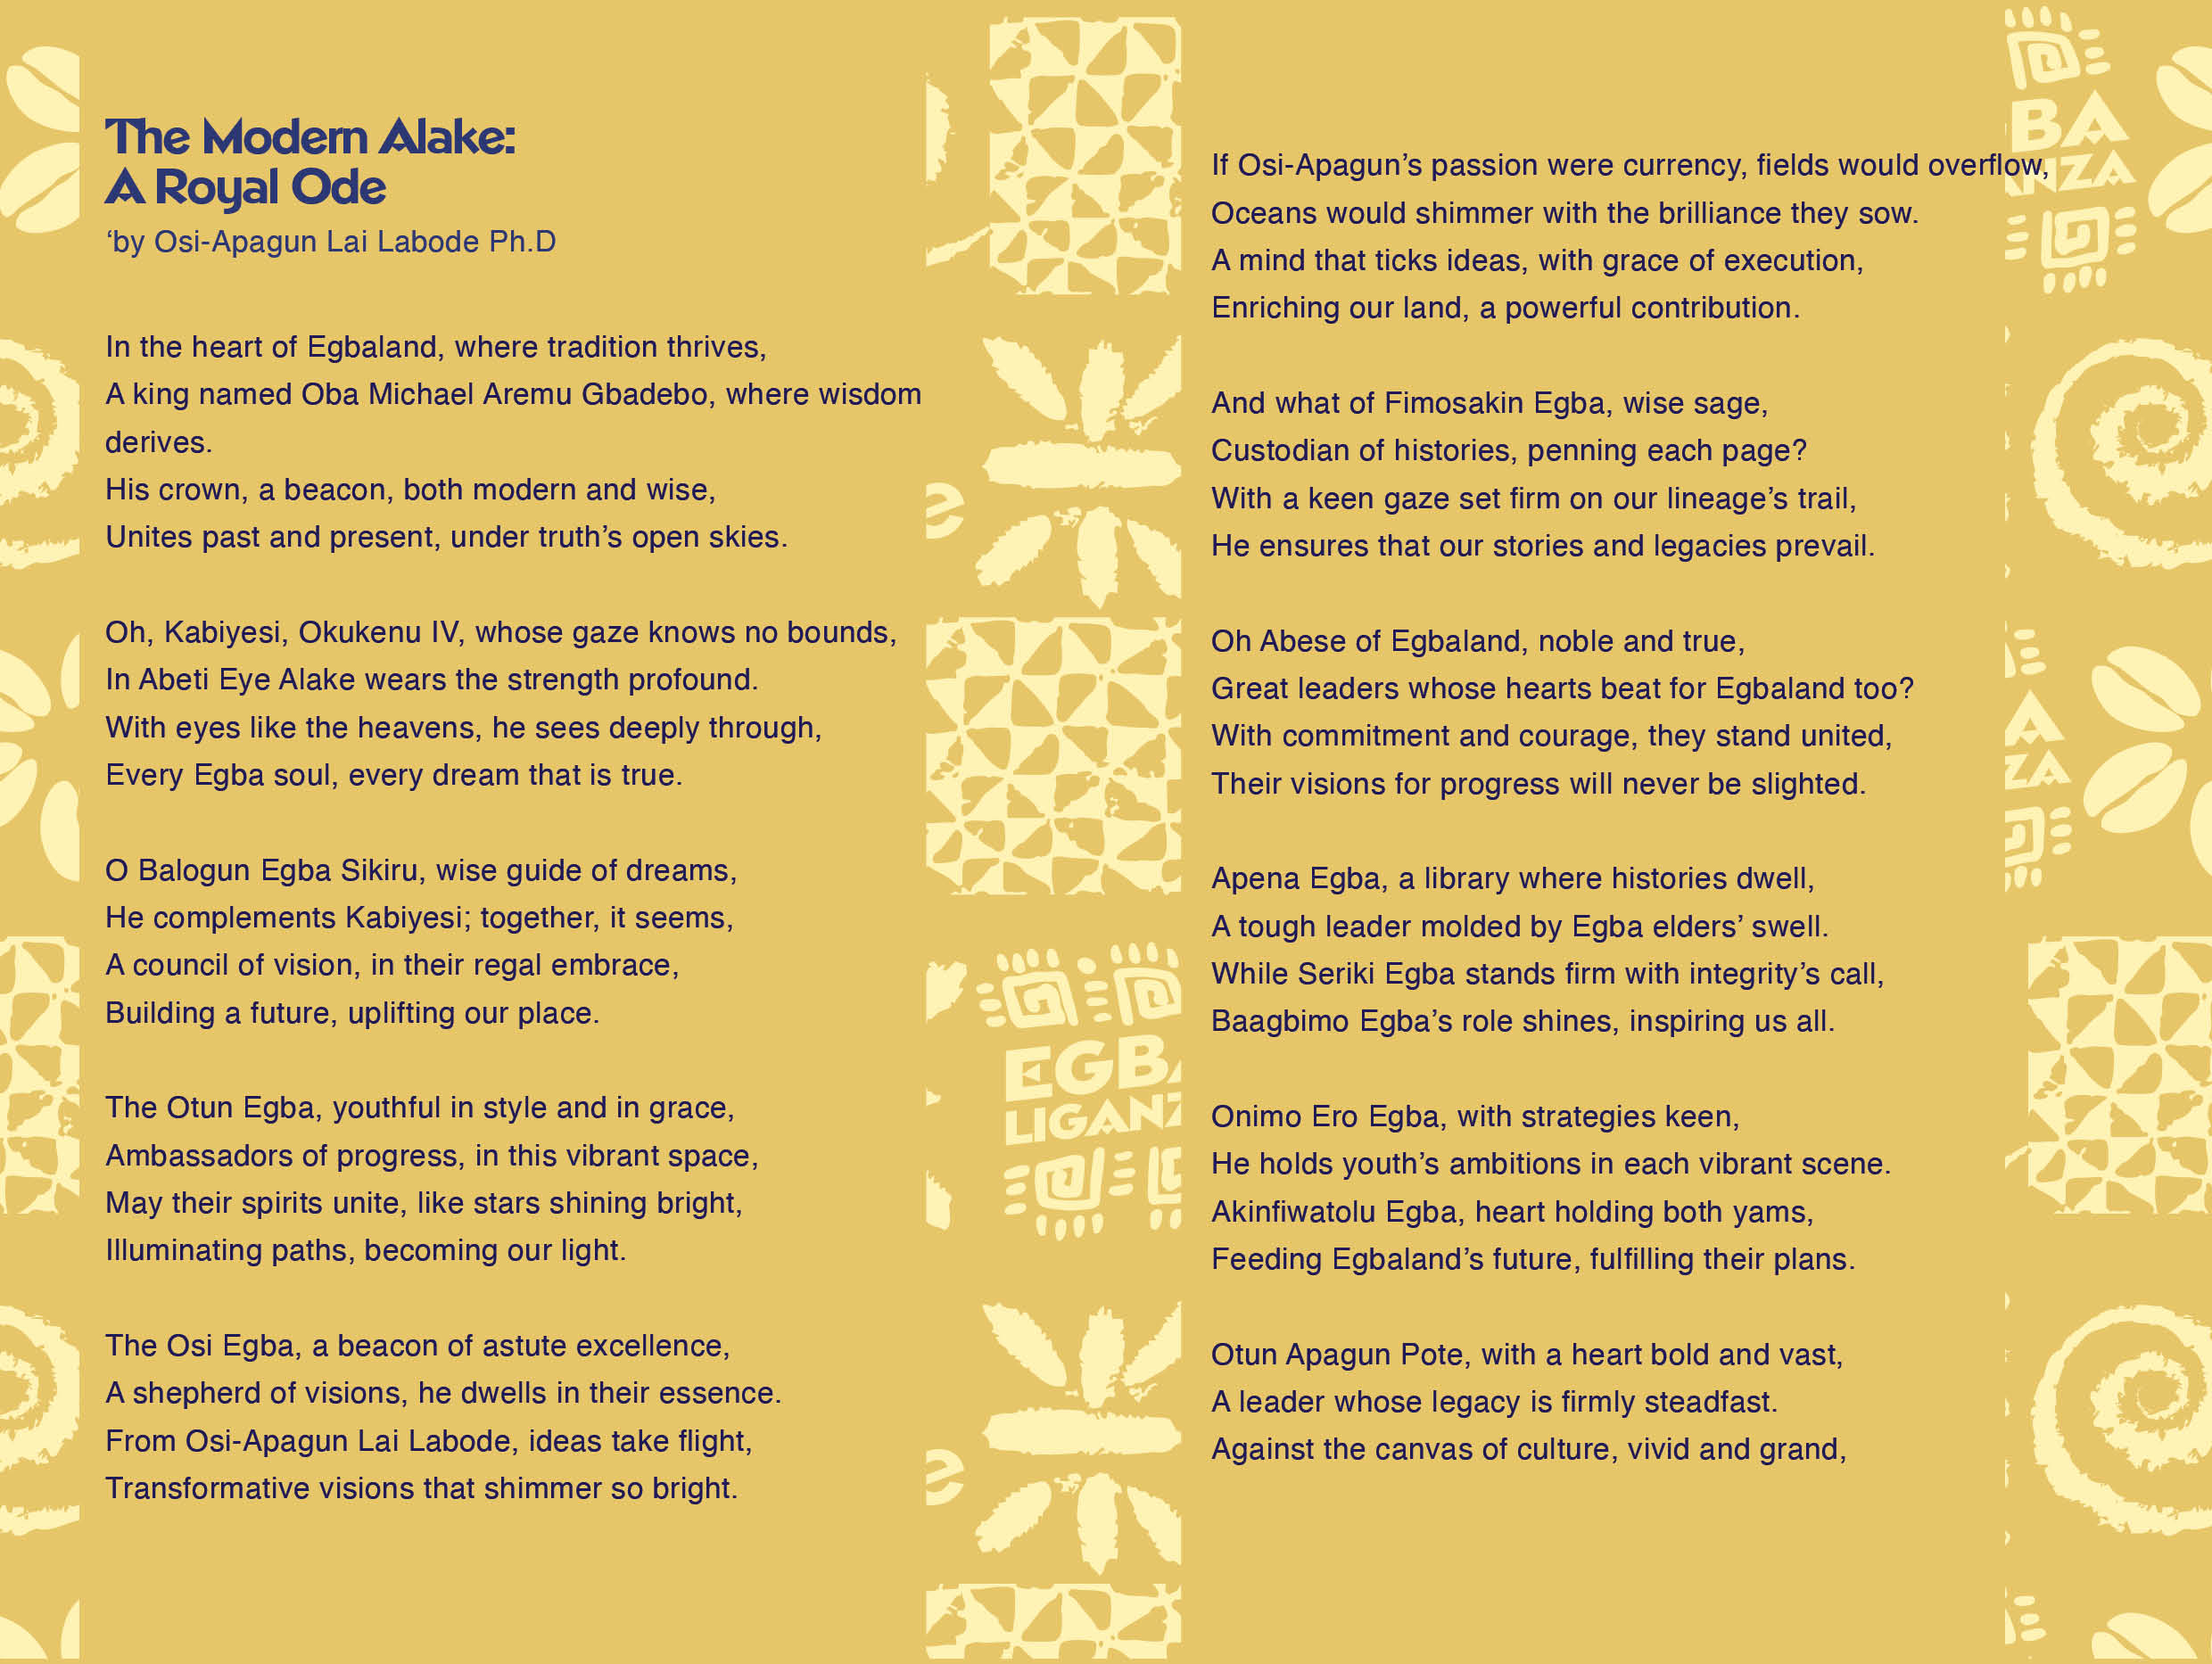 The Modern Alake:
A Royal Ode
‘by Osi-Apagun Lai Labode Ph.D
In the heart of Egbaland, where tradition thrives,
A king named Oba Michael Aremu Gbadebo, where wisdom
derives.
His crown, a beacon, both modern and wise,
Unites past and present, under truth’s open skies.
Oh, Kabiyesi, Okukenu IV, whose gaze knows no bounds,
In Abeti Eye Alake wears the strength profound.
With eyes like the heavens, he sees deeply through,
Every Egba soul, every dream that is true.
O Balogun Egba Sikiru, wise guide of dreams,
He complements Kabiyesi; together, it seems,
A council of vision, in their regal embrace,
Building a future, uplifting our place.
The Otun Egba, youthful in style and in grace,
Ambassadors of progress, in this vibrant space,
May their spirits unite, like stars shining bright,
Illuminating paths, becoming our light.
The Osi Egba, a beacon of astute excellence,
A shepherd of visions, he dwells in their essence.
From Osi-Apagun Lai Labode, ideas take flight,
Transformative visions that shimmer so bright.
If Osi-Apagun’s passion were currency, fields would overflow,
Oceans would shimmer with the brilliance they sow.
A mind that ticks ideas, with grace of execution,
Enriching our land, a powerful contribution.
And what of Fimosakin Egba, wise sage,
Custodian of histories, penning each page?
With a keen gaze set firm on our lineage’s trail,
He ensures that our stories and legacies prevail.
Oh Abese of Egbaland, noble and true,
Great leaders whose hearts beat for Egbaland too?
With commitment and courage, they stand united,
Their visions for progress will never be slighted.
Apena Egba, a library where histories dwell,
A tough leader molded by Egba elders’ swell.
While Seriki Egba stands firm with integrity’s call,
Baagbimo Egba’s role shines, inspiring us all.
Onimo Ero Egba, with strategies keen,
He holds youth’s ambitions in each vibrant scene.
Akinfiwatolu Egba, heart holding both yams,
Feeding Egbaland’s future, fulfilling their plans.
Otun Apagun Pote, with a heart bold and vast,
A leader whose legacy is firmly steadfast.
Against the canvas of culture, vivid and grand,
e
EGBA
LIGANZ
e
BA
ANZA
A
ZA